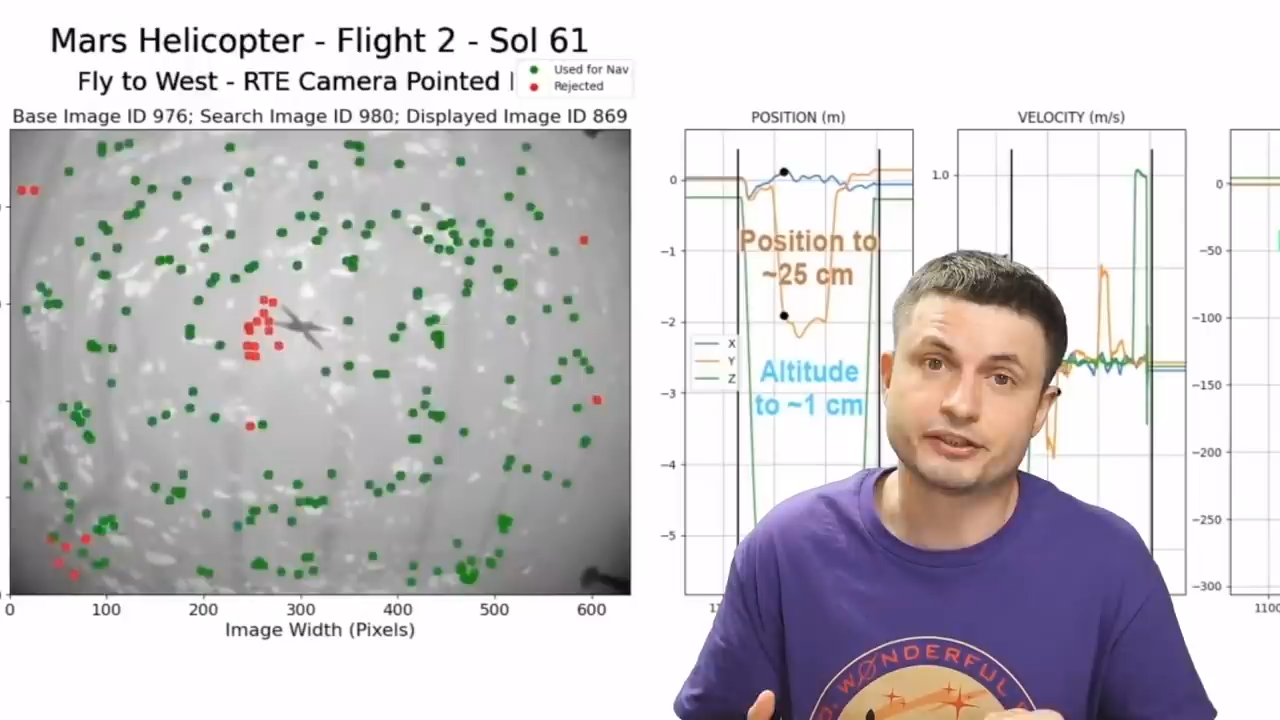 Mars Helicopter - Flight 2 - Sol 61
Fly to West - RTE Camera Pointed
Used for Nav
Rejected
Base Image ID 976; Search Image ID 980; Displayed Image ID 869
0
100
200
300
400
500
600
Image Width (Pixels)
POSITION (m)
0
−1
−2
−3
−4
−5
Position to
~25 cm
Altitude
to ~1 cm
X
Y
Z
VELOCITY (m/s)
1.0
0
−50
−100
−150
−200
−250
−300
1100
WØNDERFUL